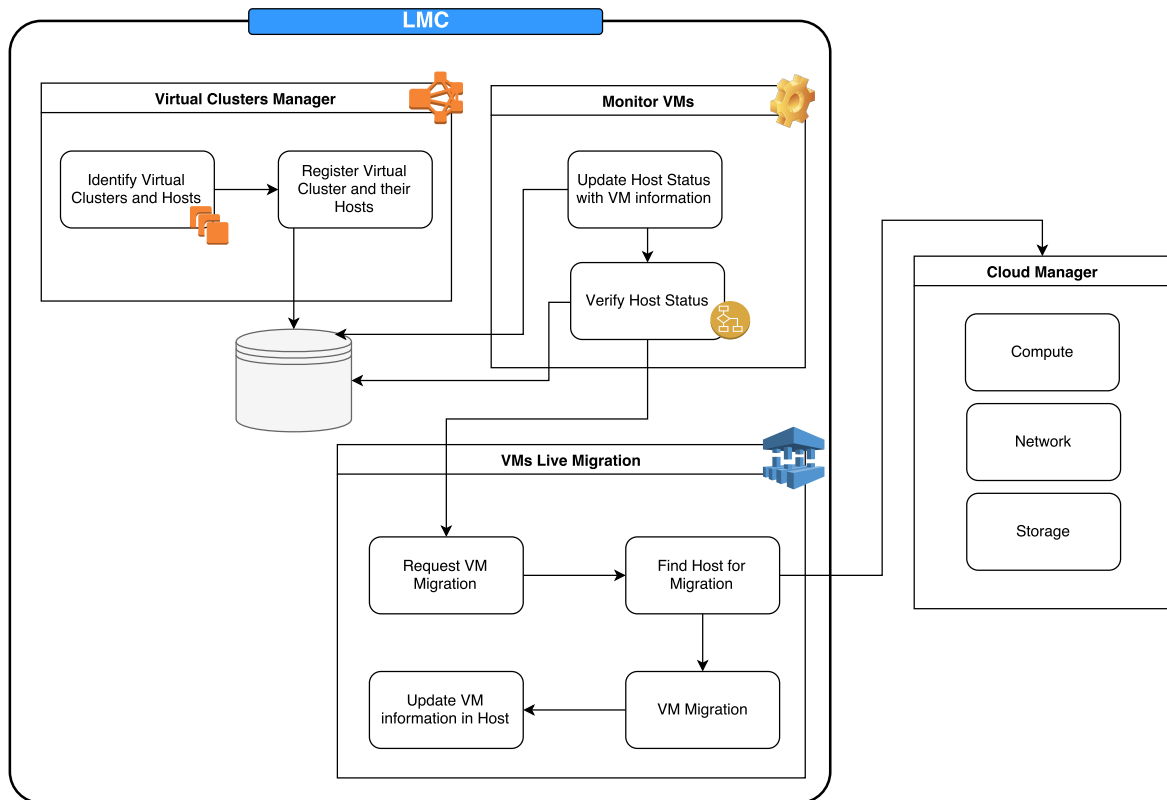 LMC
Virtual Clusters Manager
Identify Virtual
Clusters and Hosts
Register Virtual
Cluster and their
Hosts
Monitor VMs
Update Host Status
with VM information
Verify Host Status
Cloud Manager
Compute
Network
Storage
VMs Live Migration
Request VM
Migration
Find Host for
Migration
Update VM
information in Host
VM Migration